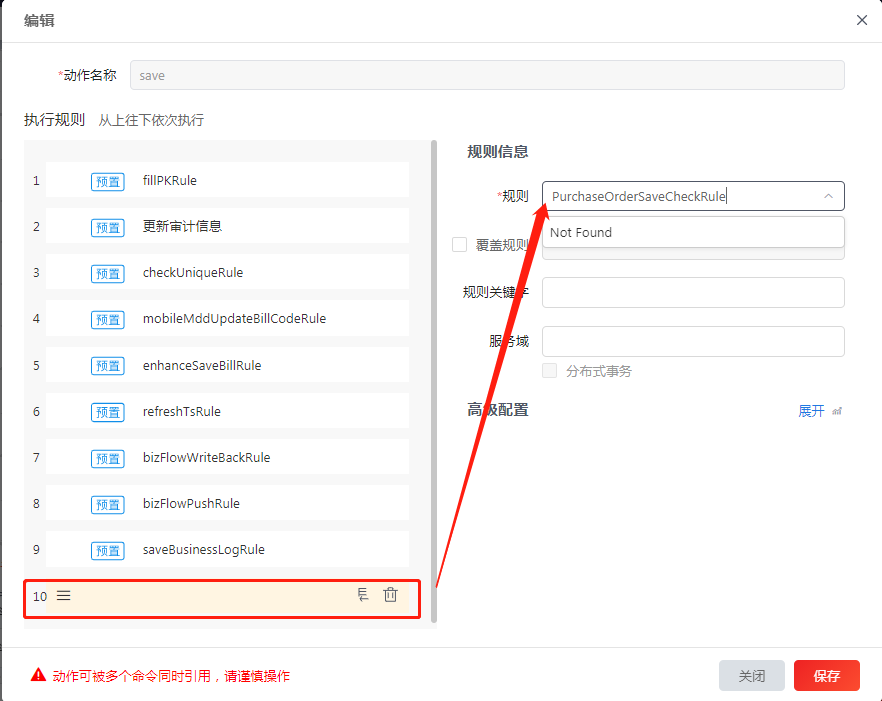 编辑
*动作名称 save
执行规则 从上往下依次执行
1 预置 fillPKRule
2 预置 更新审计信息
3 预置 checkUniqueRule
4 预置 mobileMddUpdateBillCodeRule
5 预置 enhanceSaveBillRule
6 预置 refreshTsRule
7 预置 bizFlowWriteBackRule
8 预置 bizFlowPushRule
9 预置 saveBusinessLogRule
10
规则信息
*规则 PurchaseOrderSaveCheckRule
Not Found
覆盖规则
规则关键字
服务域
分布式事务
高级配置 展开
动作可被多个命令同时引用，请谨慎操作
关闭 保存